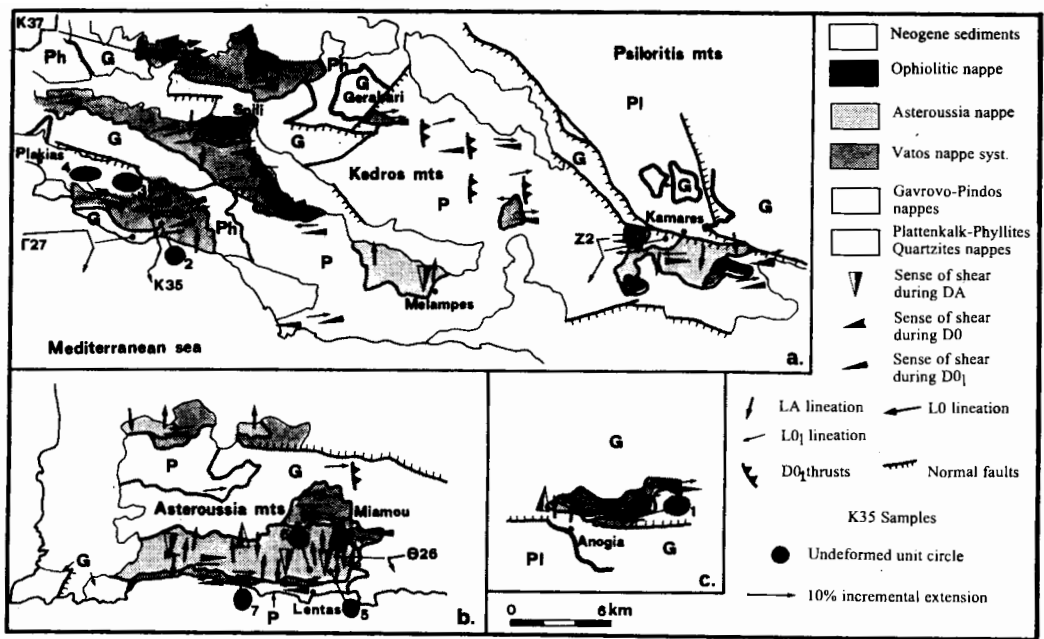 K37
Ph
G
Psiloritis mts
Ph
G
Gerakari
Pl
Spili
G
G
Plakias
4
Kedros mts
G
G
P
Kamares
G
Ph
Z2
Γ27
2
P
K35
Melampes
Mediterranean sea
a.
P
G
Asteroussia mts
Miamou
G
Θ26
b.
7
P
Lentas
5
G
1
Anogia
G
Pl
c.
0 6 km
Neogene sediments
Ophiolitic nappe
Asteroussia nappe
Vatos nappe syst.
Gavrovo-Pindos
nappes
Plattenkalk-Phyllites
Quartzites nappes
Sense of shear
during DA
Sense of shear
during D0
Sense of shear
during D0₁
LA lineation
L0 lineation
L0₁ lineation
D0₁ thrusts
Normal faults
K35 Samples
Undeformed unit circle
10% incremental extension